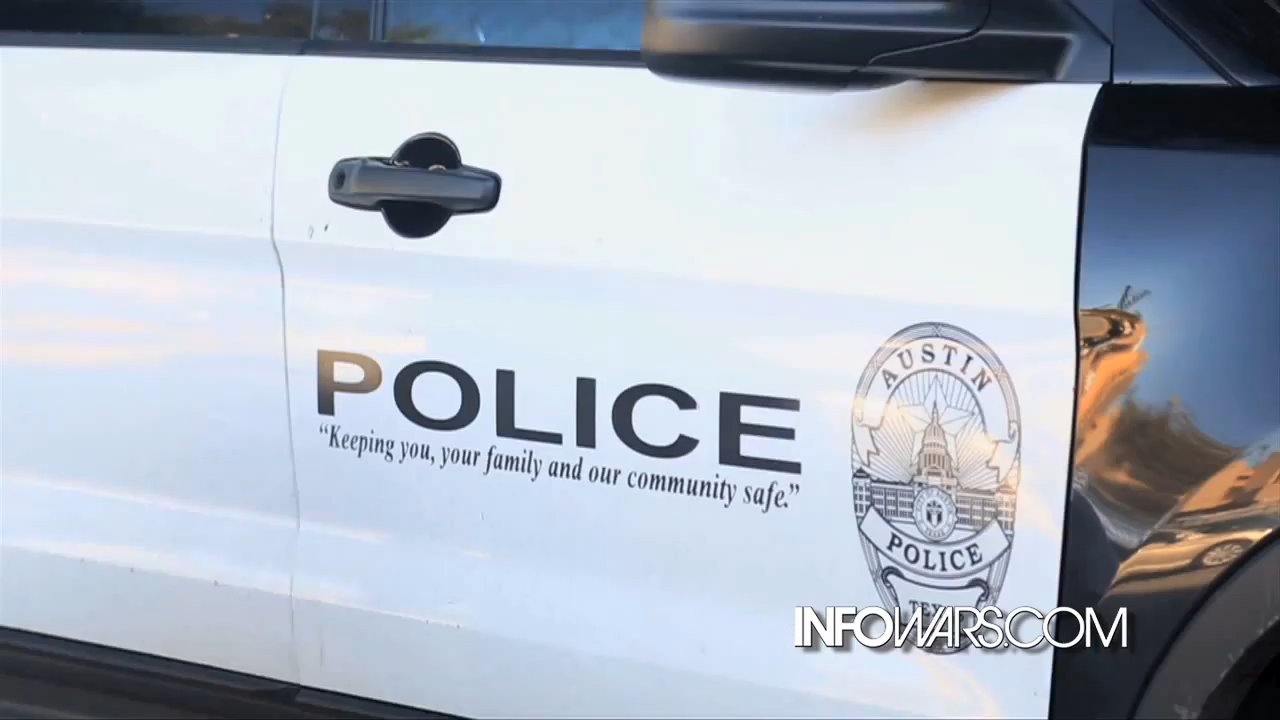 POLICE
“Keeping you, your family and our community safe.”
AUSTIN
POLICE
INFOWARS.COM